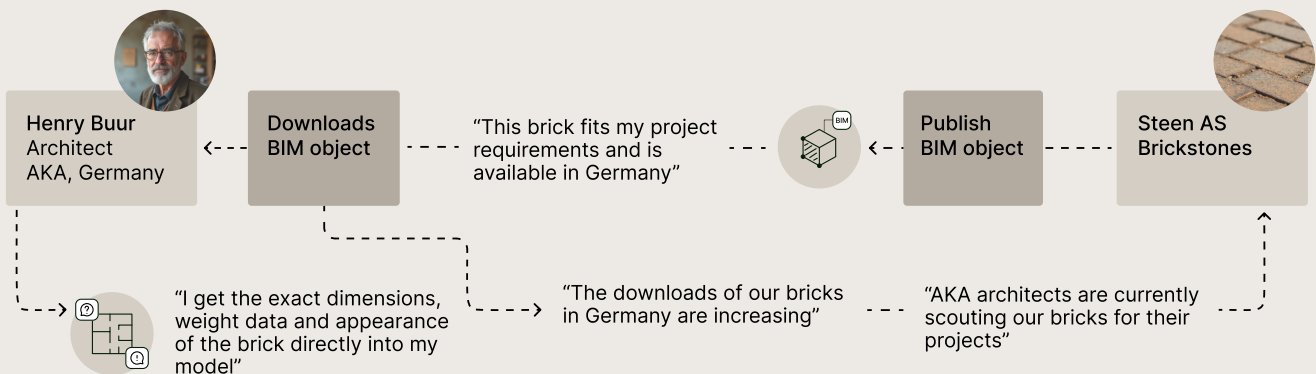 Henry Buur
Architect
AKA, Germany
Downloads
BIM object
“This brick fits my project
requirements and is
available in Germany”
BIM
Publish
BIM object
Steen AS
Brickstones
?
!
“I get the exact dimensions,
weight data and appearance
of the brick directly into my
model”
“The downloads of our bricks
in Germany are increasing”
“AKA architects are currently
scouting our bricks for their
projects”